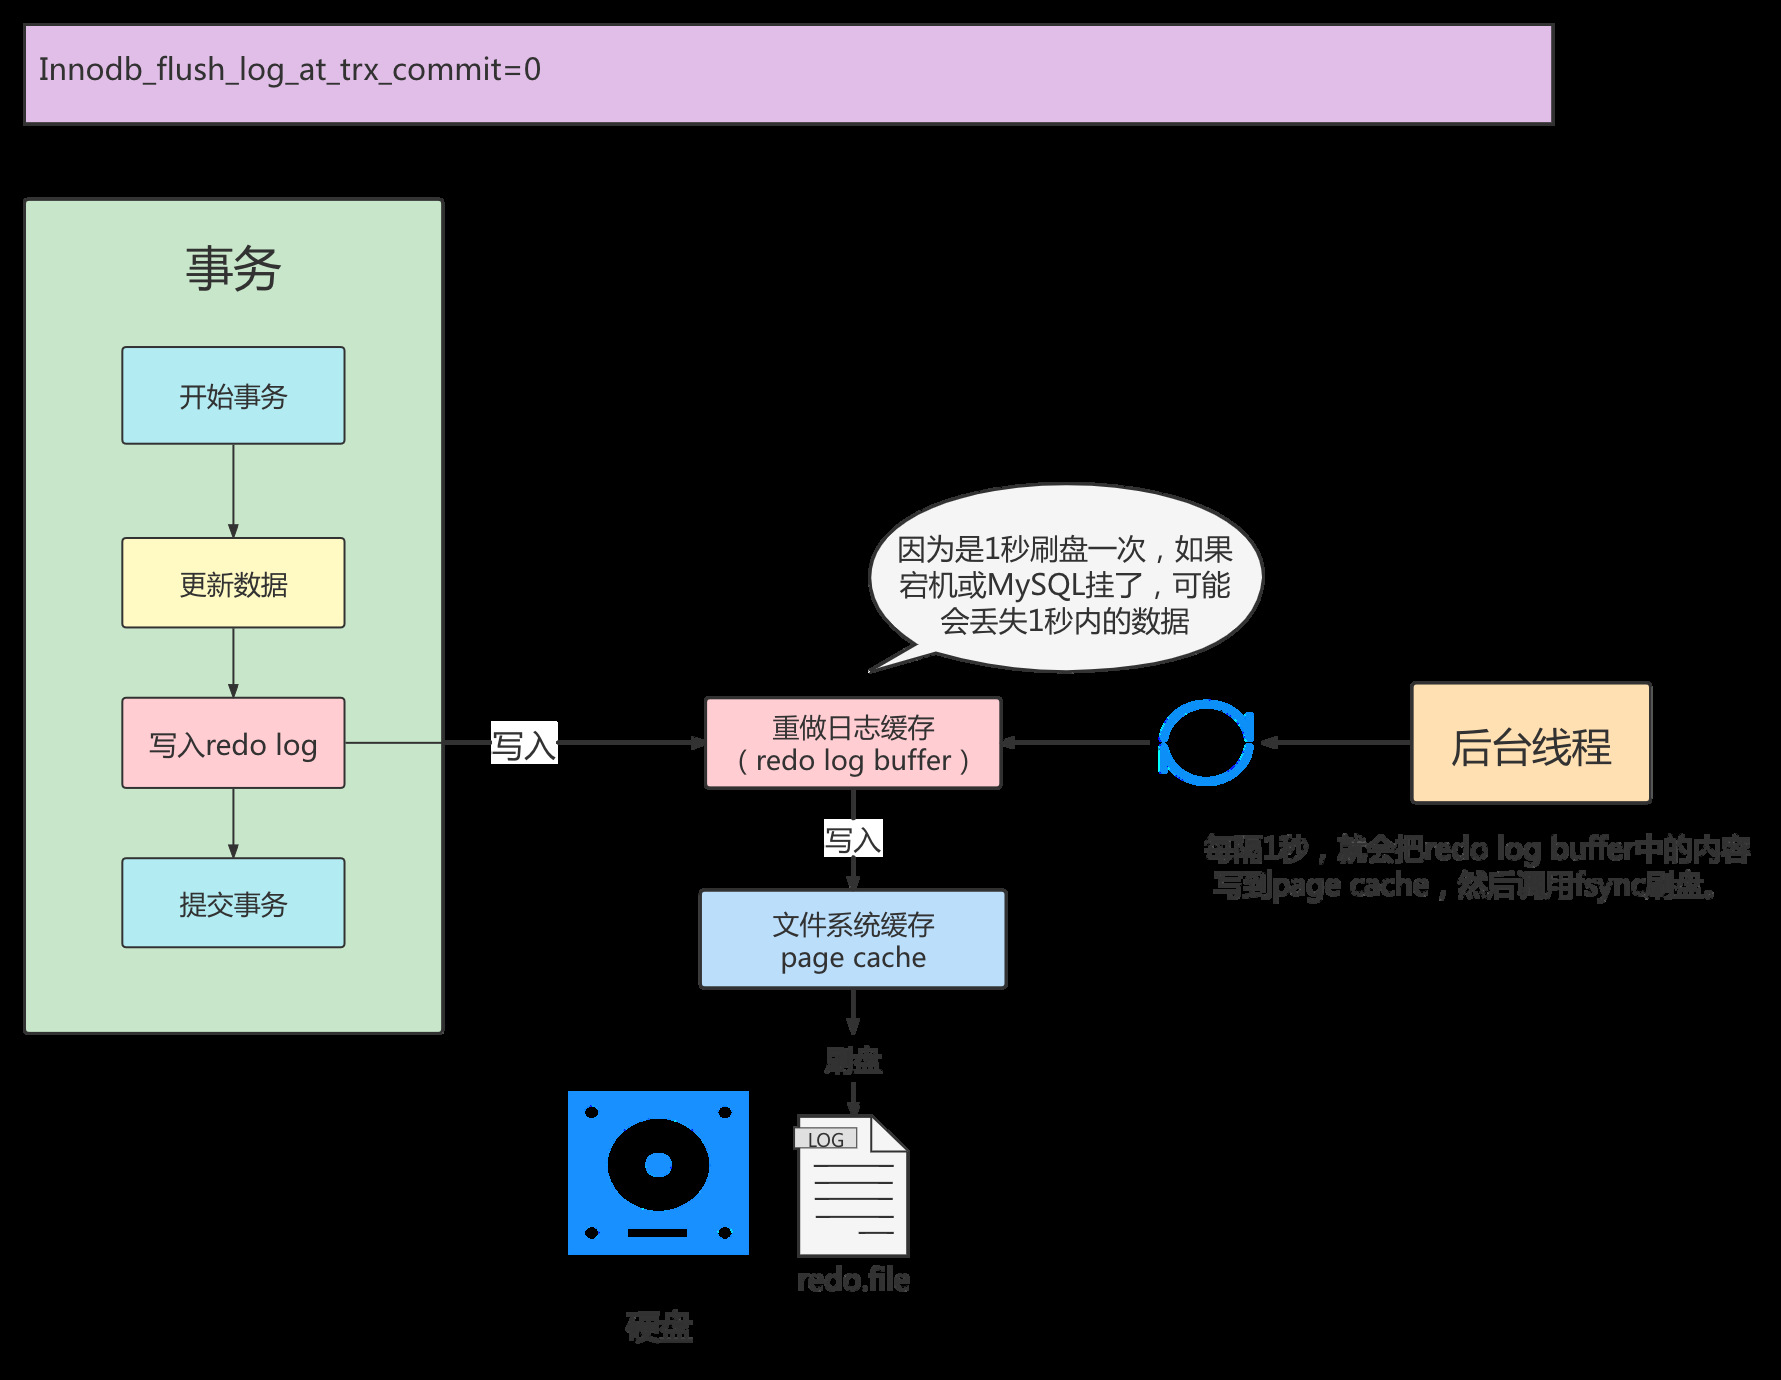 Innodb_flush_log_at_trx_commit=0
事务
开始事务
更新数据
写入redo log
提交事务
写入
因为是1秒刷盘一次，如果
宕机或MySQL挂了，可能
会丢失1秒内的数据
重做日志缓存
（redo log buffer）
后台线程
每隔1秒，就会把redo log buffer中的内容
写到page cache，然后调用fsync刷盘。
写入
文件系统缓存
page cache
刷盘
LOG
redo.file
硬盘